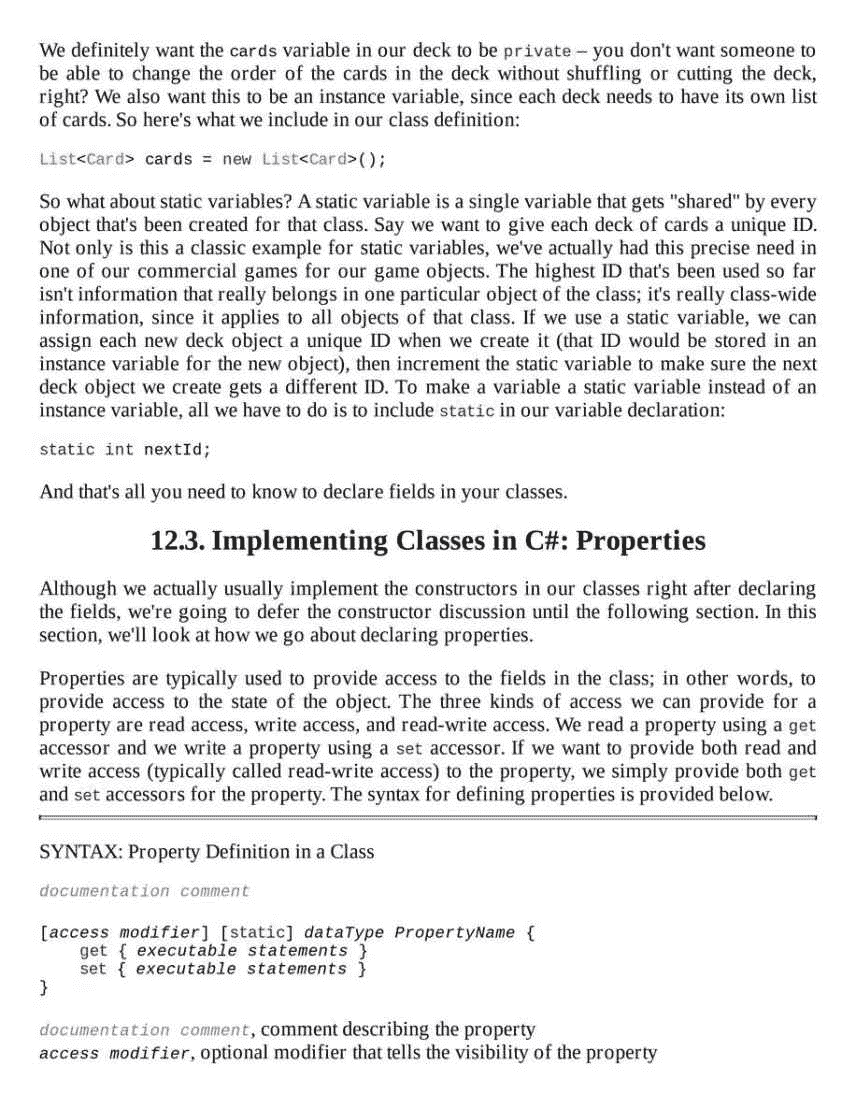 We definitely want the cards variable in our deck to be private – you don't want someone to
be able to change the order of the cards in the deck without shuffling or cutting the deck,
right? We also want this to be an instance variable, since each deck needs to have its own list
of cards. So here's what we include in our class definition:
List<Card> cards = new List<Card>();
So what about static variables? A static variable is a single variable that gets "shared" by every
object that's been created for that class. Say we want to give each deck of cards a unique ID.
Not only is this a classic example for static variables, we've actually had this precise need in
one of our commercial games for our game objects. The highest ID that's been used so far
isn't information that really belongs in one particular object of the class; it's really class-wide
information, since it applies to all objects of that class. If we use a static variable, we can
assign each new deck object a unique ID when we create it (that ID would be stored in an
instance variable for the new object), then increment the static variable to make sure the next
deck object we create gets a different ID. To make a variable a static variable instead of an
instance variable, all we have to do is to include static in our variable declaration:
static int nextId;
And that's all you need to know to declare fields in your classes.
12.3. Implementing Classes in C#: Properties
Although we actually usually implement the constructors in our classes right after declaring
the fields, we're going to defer the constructor discussion until the following section. In this
section, we'll look at how we go about declaring properties.
Properties are typically used to provide access to the fields in the class; in other words, to
provide access to the state of the object. The three kinds of access we can provide for a
property are read access, write access, and read-write access. We read a property using a get
accessor and we write a property using a set accessor. If we want to provide both read and
write access (typically called read-write access) to the property, we simply provide both get
and set accessors for the property. The syntax for defining properties is provided below.
SYNTAX: Property Definition in a Class
documentation comment
[access modifier] [static] dataType PropertyName {
get { executable statements }
set { executable statements }
}
documentation comment, comment describing the property
access modifier, optional modifier that tells the visibility of the property